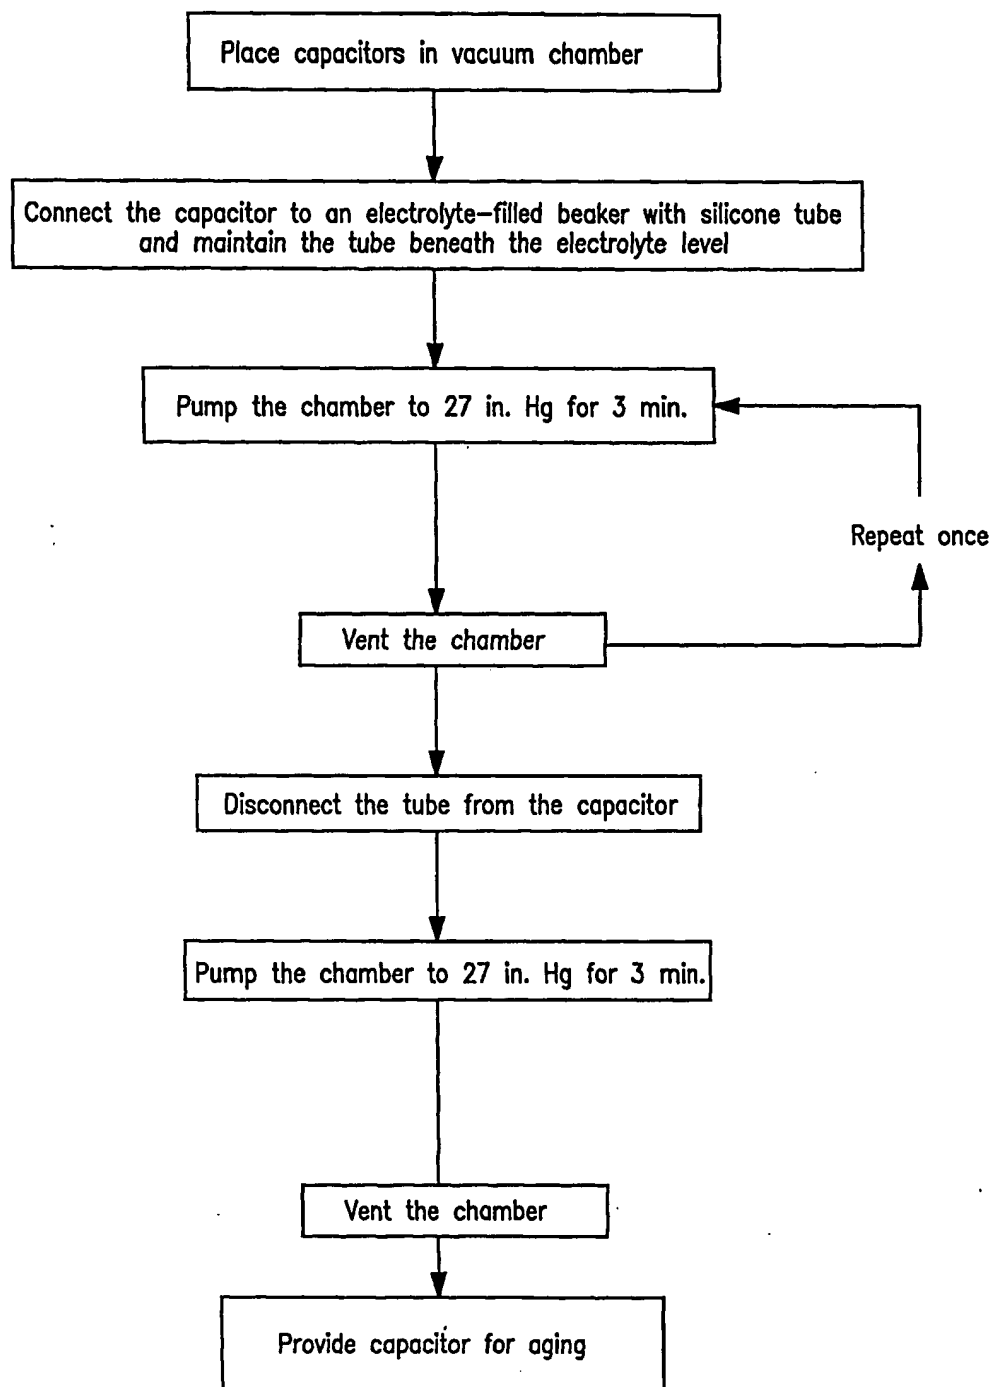 Place capacitors in vacuum chamber
Connect the capacitor to an electrolyte-filled beaker with silicone tube
and maintain the tube beneath the electrolyte level
Pump the chamber to 27 in. Hg for 3 min.
Repeat once
Vent the chamber
Disconnect the tube from the capacitor
Pump the chamber to 27 in. Hg for 3 min.
Vent the chamber
Provide capacitor for aging